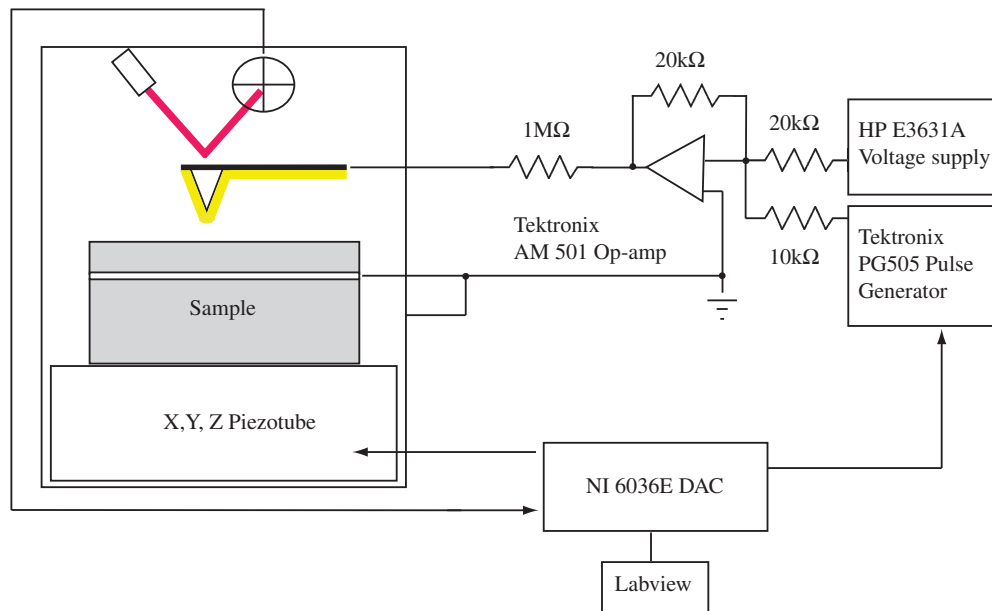 20kΩ
1MΩ
20kΩ
HP E3631A
Voltage supply
Tektronix
AM 501 Op-amp
10kΩ
Tektronix
PG505 Pulse
Generator
Sample
X,Y, Z Piezotube
NI 6036E DAC
Labview